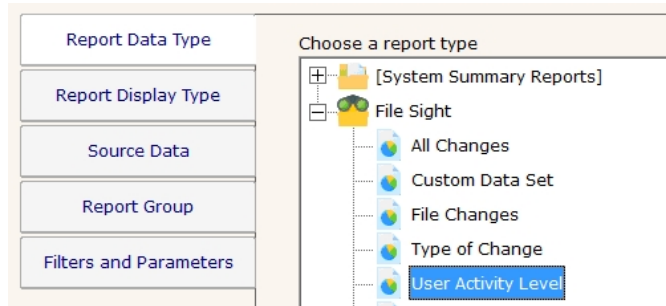 Report Data Type
Report Display Type
Source Data
Report Group
Filters and Parameters
Choose a report type
[System Summary Reports]
File Sight
All Changes
Custom Data Set
File Changes
Type of Change
User Activity Level